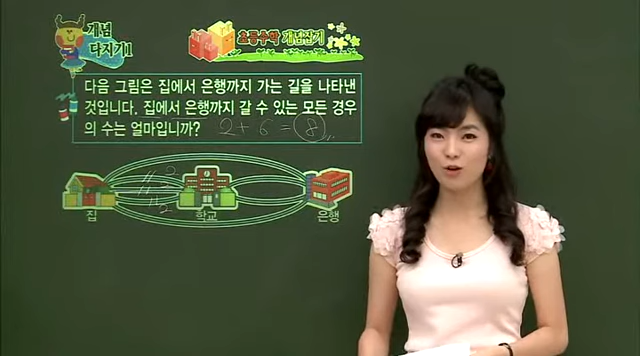 개념
다지기!
초등수학 개념잡기
다음 그림은 집에서 은행까지 가는 길을 나타낸
것입니다. 집에서 은행까지 갈 수 있는 모든 경우
의 수는 얼마입니까? 2+6=8
집 학교 은행